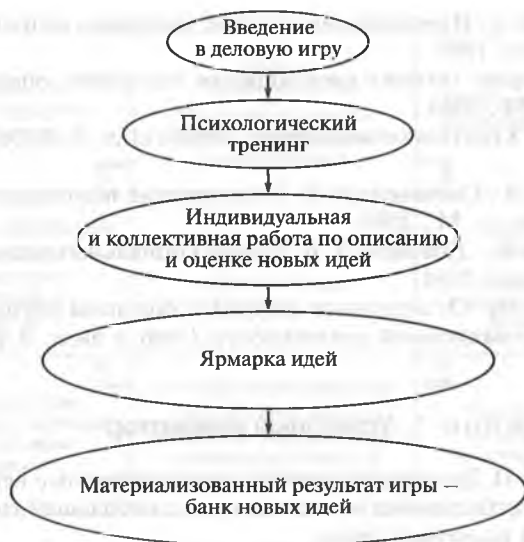 Введение
в деловую игру
Психологический
тренинг
Индивидуальная
и коллективная работа по описанию
и оценке новых идей
Ярмарка идей
Материализованный результат игры –
банк новых идей